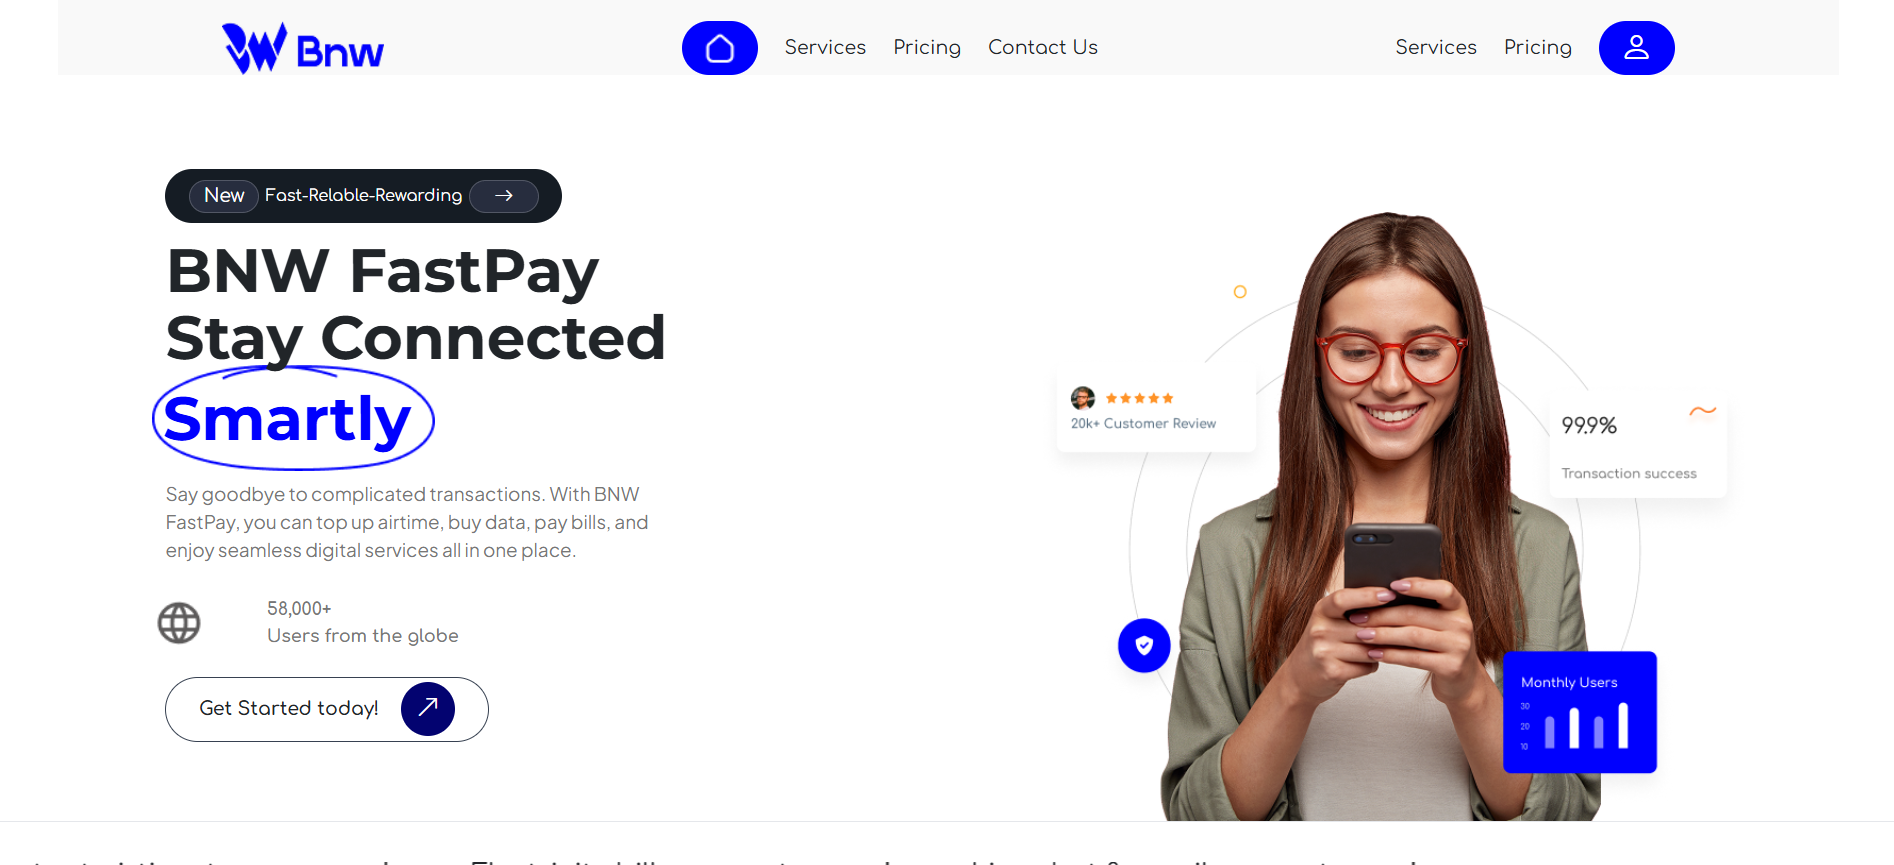 Bnw
Services Pricing Contact Us
Services Pricing
New Fast-Relable-Rewarding
BNW FastPay
Stay Connected
Smartly
Say goodbye to complicated transactions. With BNW
FastPay, you can top up airtime, buy data, pay bills, and
enjoy seamless digital services all in one place.
58,000+
Users from the globe
Get Started today!
20k+ Customer Review
99.9%
Transaction success
Monthly Users
30
20
10